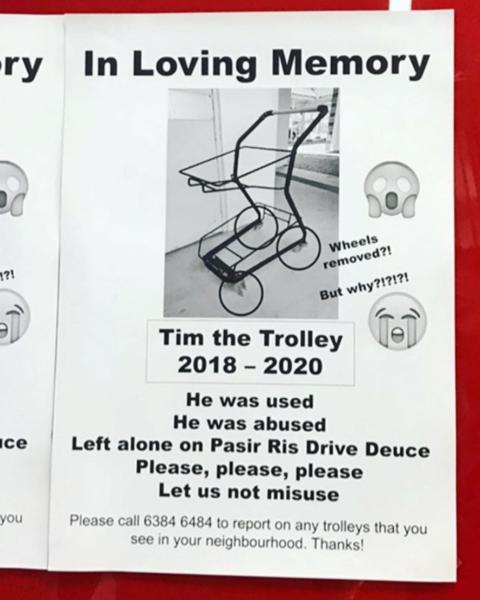 ory
In Loving Memory
Wheels
removed?!
!?!
But why?!?!?!
Tim the Trolley
2018 – 2020
He was used
He was abused
uce
Left alone on Pasir Ris Drive Deuce
Please, please, please
Let us not misuse
you
Please call 6384 6484 to report on any trolleys that you
see in your neighbourhood. Thanks!